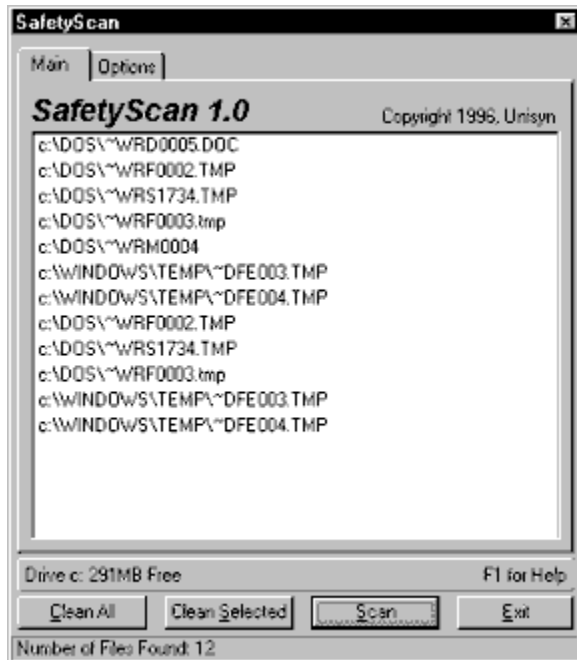 SafetyScan
Main Options
SafetyScan 1.0 Copyright 1996, Unisyn
c:\DOS\~WRD0005.DOC
c:\DOS\~WRF0002.TMP
c:\DOS\~WRS1734.TMP
c:\DOS\~WRF0003.tmp
c:\DOS\~WRM0004
c:\WINDOWS\TEMP\~DFE003.TMP
c:\WINDOWS\TEMP\~DFE004.TMP
c:\DOS\~WRF0002.TMP
c:\DOS\~WRS1734.TMP
c:\DOS\~WRF0003.tmp
c:\WINDOWS\TEMP\~DFE003.TMP
c:\WINDOWS\TEMP\~DFE004.TMP
Drive c: 291MB Free F1 for Help
Clean All Clean Selected Scan Exit
Number of Files Found: 12